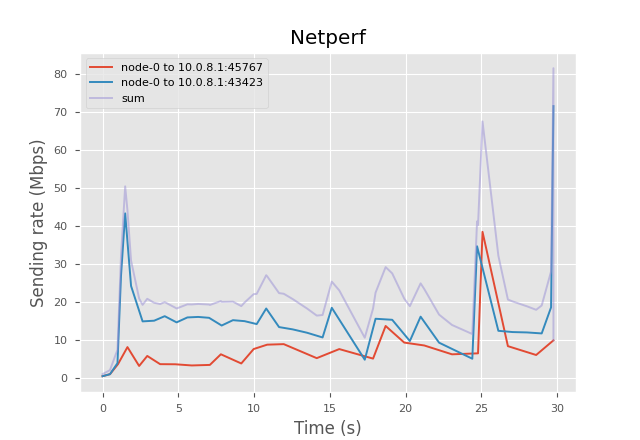 Netperf
node-0 to 10.0.8.1:45767
node-0 to 10.0.8.1:43423
sum
Sending rate (Mbps)
80
70
60
50
40
30
20
10
0
0 5 10 15 20 25 30
Time (s)